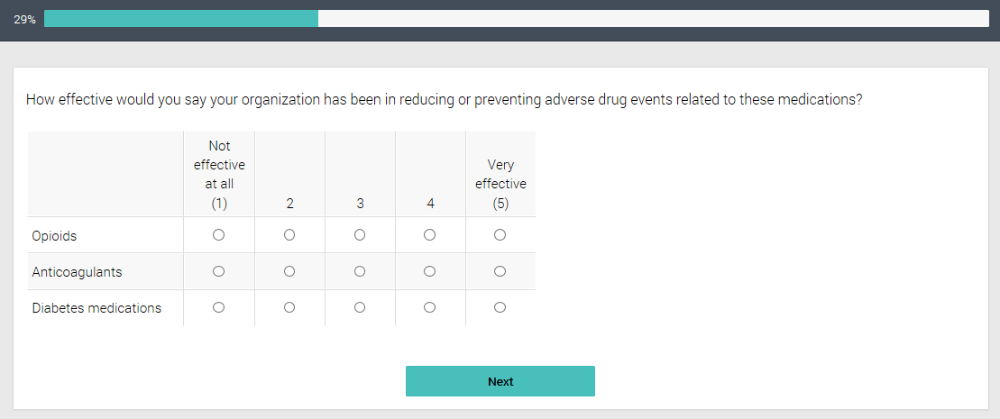 29%
How effective would you say your organization has been in reducing or preventing adverse drug events related to these medications?
Not effective at all (1)
2
3
4
Very effective (5)
Opioids
Anticoagulants
Diabetes medications
Next